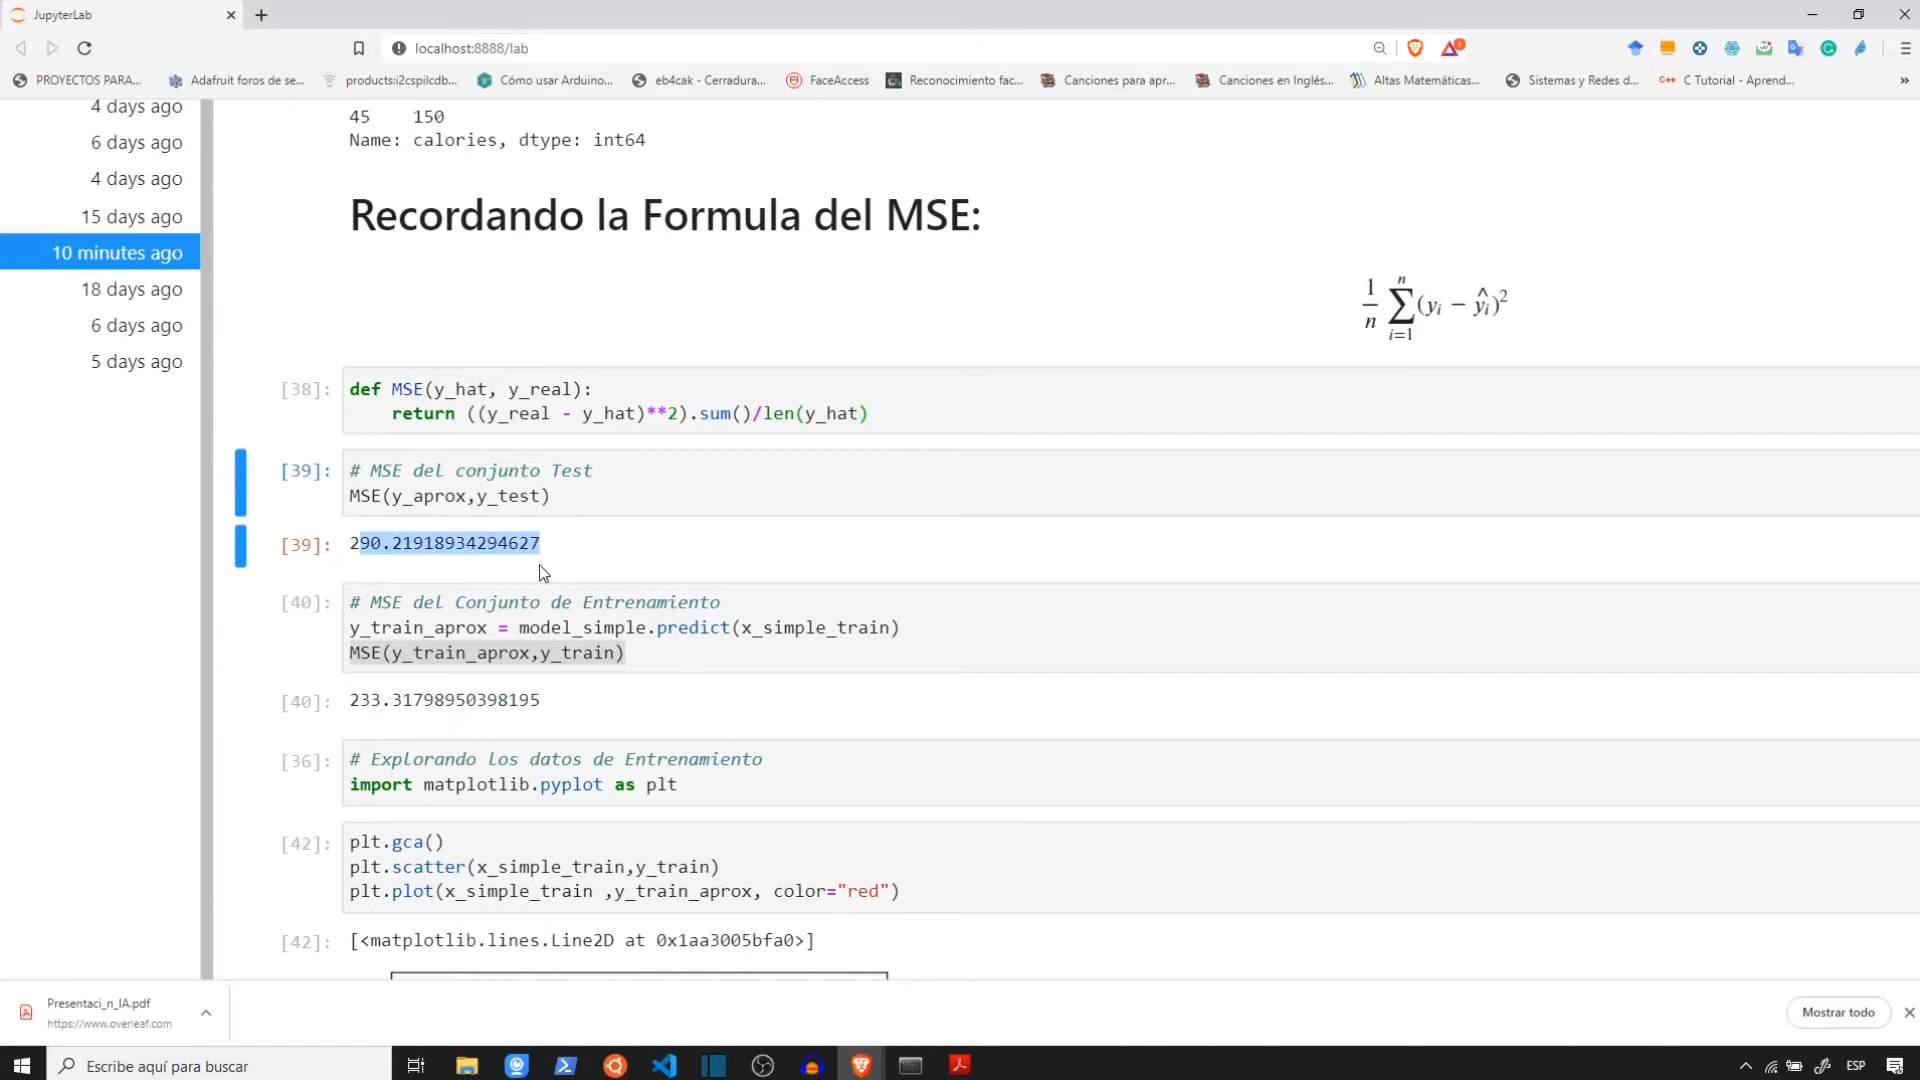 JupyterLab
localhost:8888/lab
PROYECTOS PARA...
Adafruit foros de se...
products:i2cspilcdb...
Cómo usar Arduino...
eb4cak - Cerradura...
FaceAccess
Reconocimiento fac...
Canciones para apr...
Canciones en Inglés...
Altas Matemáticas...
Sistemas y Redes d...
C++ C Tutorial - Aprend...
»
4 days ago
6 days ago
4 days ago
15 days ago
10 minutes ago
18 days ago
6 days ago
5 days ago
45    150
Name: calories, dtype: int64
Recordando la Formula del MSE:
1/n ∑ i=1 n (yᵢ − ŷᵢ)²
[38]: def MSE(y_hat, y_real):
return ((y_real - y_hat)**2).sum()/len(y_hat)
[39]: # MSE del conjunto Test
MSE(y_aprox,y_test)
[39]: 290.21918934294627
[40]: # MSE del Conjunto de Entrenamiento
y_train_aprox = model_simple.predict(x_simple_train)
MSE(y_train_aprox,y_train)
[40]: 233.31798950398195
[36]: # Explorando los datos de Entrenamiento
import matplotlib.pyplot as plt
[42]: plt.gca()
plt.scatter(x_simple_train,y_train)
plt.plot(x_simple_train ,y_train_aprox, color="red")
[42]: [<matplotlib.lines.Line2D at 0x1aa3005bfa0>]
Presentaci_n_IA.pdf
https://www.overleaf.com
Mostrar todo
Escribe aquí para buscar
ESP